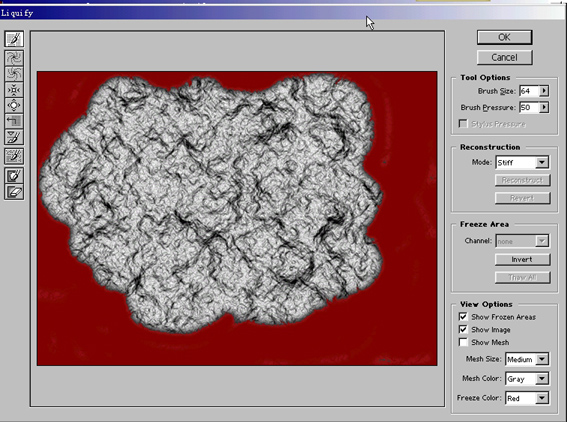 Liquify
OK
Cancel
Tool Options
Brush Size: 64
Brush Pressure: 50
Stylus Pressure
Reconstruction
Mode: Stiff
Reconstruct
Revert
Freeze Area
Channel: none
Invert
Thaw All
View Options
Show Frozen Areas
Show Image
Show Mesh
Mesh Size: Medium
Mesh Color: Gray
Freeze Color: Red